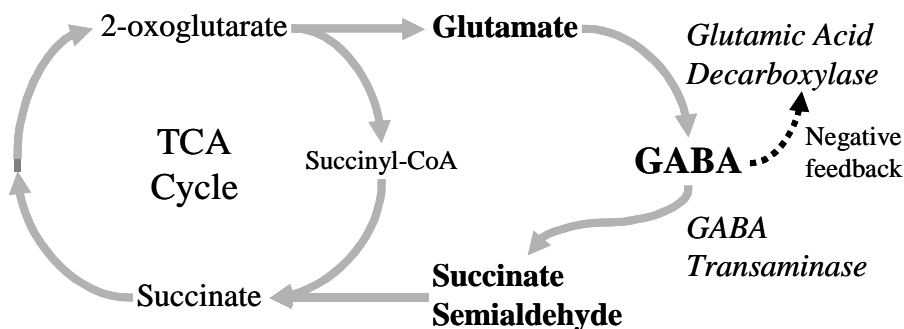 2-oxoglutarate
Glutamate
Glutamic Acid
Decarboxylase
TCA
Cycle
Succinyl-CoA
GABA
Negative
feedback
GABA
Transaminase
Succinate
Succinate
Semialdehyde